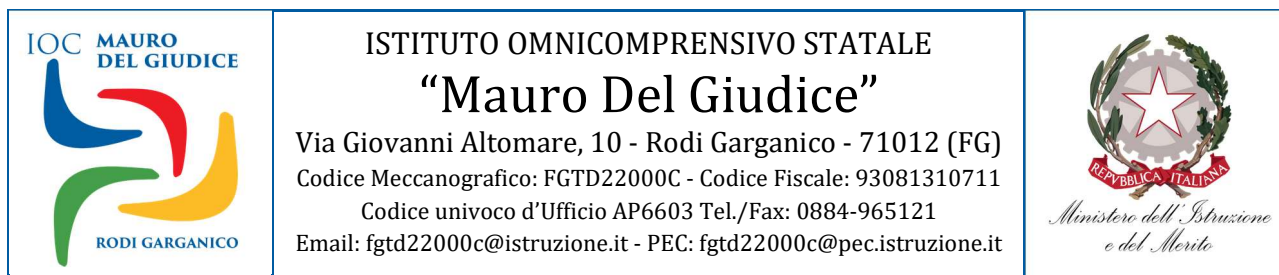 IOC MAURO
DEL GIUDICE
RODI GARGANICO
ISTITUTO OMNICOMPRENSIVO STATALE
“Mauro Del Giudice”
Via Giovanni Altomare, 10 - Rodi Garganico - 71012 (FG)
Codice Meccanografico: FGTD22000C - Codice Fiscale: 93081310711
Codice univoco d’Ufficio AP6603 Tel./Fax: 0884-965121
Email: fgtd22000c@istruzione.it - PEC: fgtd22000c@pec.istruzione.it
REPVBBLICA ITALIANA
Ministero dell’Istruzione
e del Merito